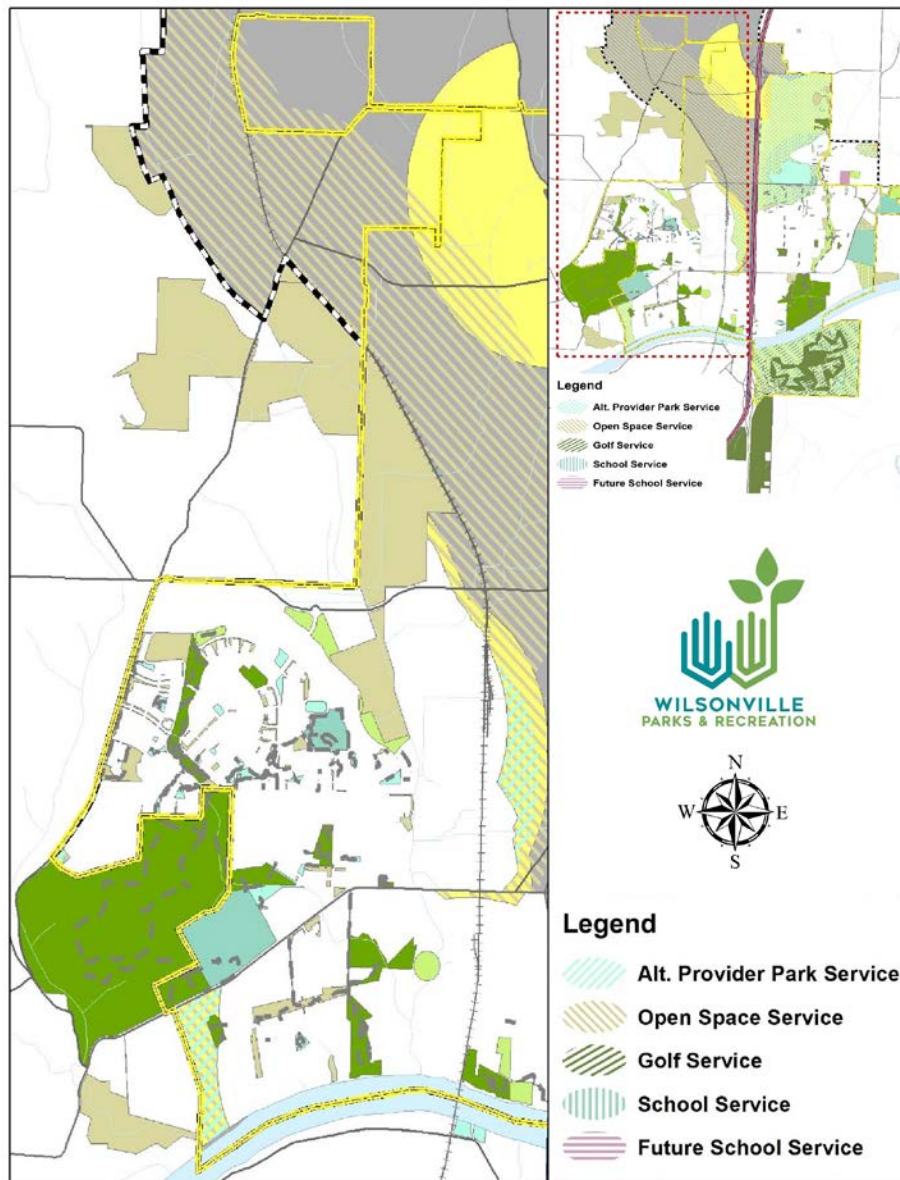 Legend
Alt. Provider Park Service
Open Space Service
Golf Service
School Service
Future School Service
WILSONVILLE
PARKS & RECREATION
N
W E
S
Legend
Alt. Provider Park Service
Open Space Service
Golf Service
School Service
Future School Service